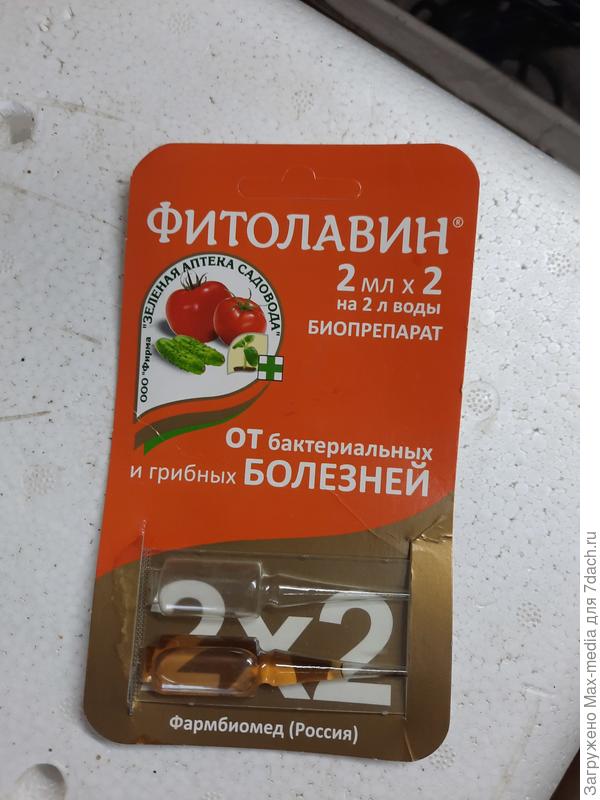 ФИТОЛАВИН®
2 мл х 2
на 2 л воды
БИОПРЕПАРАТ
ООО "Фирма "ЗЕЛЕНАЯ АПТЕКА САДОВОДА"
ОТ бактериальных
и грибных БОЛЕЗНЕЙ
2х2
Фармбиомед (Россия)
Загружено Max-media для 7dach.ru